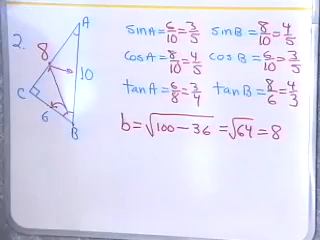 2.
A
8
10
C
6
B
sinA=6/10=3/5 sinB=8/10=4/5
cosA=8/10=4/5 cosB=6/10=3/5
tanA=6/8=3/4 tanB=8/6=4/3
b=√100-36=√64=8